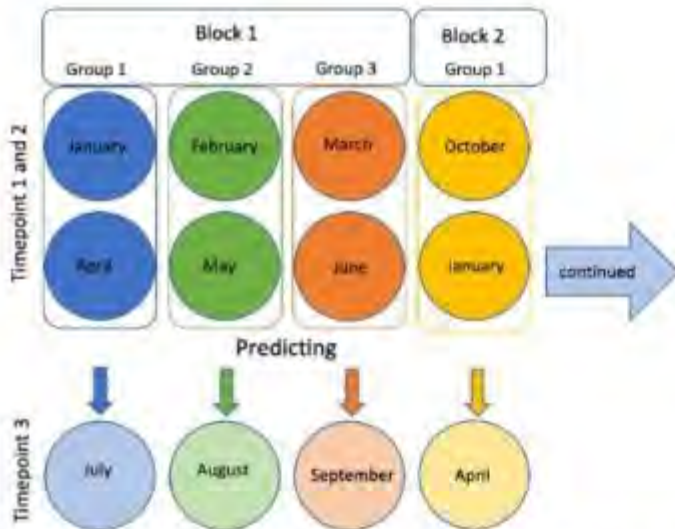 Block 1
Block 2
Group 1
Group 2
Group 3
Group 1
Timepoint 1 and 2
January
February
March
October
April
May
June
January
continued
Predicting
Timepoint 3
July
August
September
April